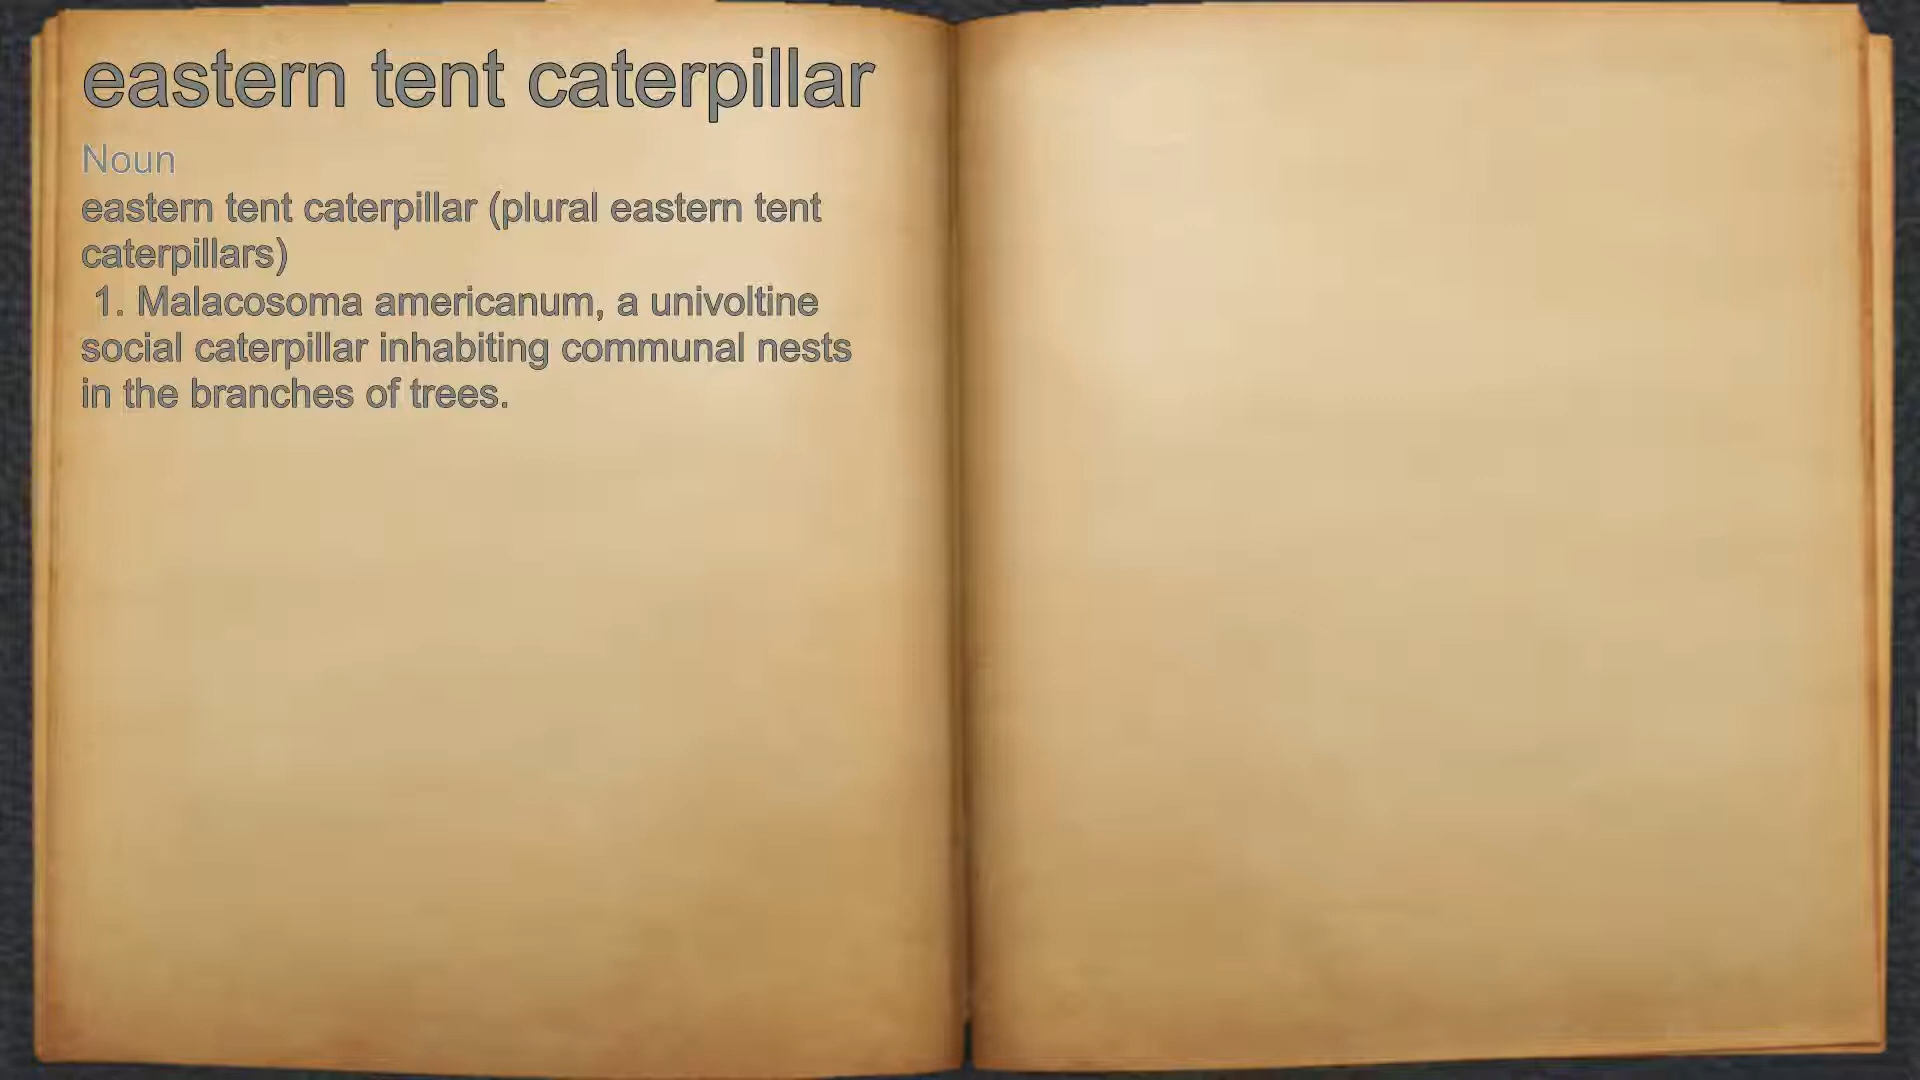 eastern tent caterpillar
Noun
eastern tent caterpillar (plural eastern tent
caterpillars)
1. Malacosoma americanum, a univoltine
social caterpillar inhabiting communal nests
in the branches of trees.